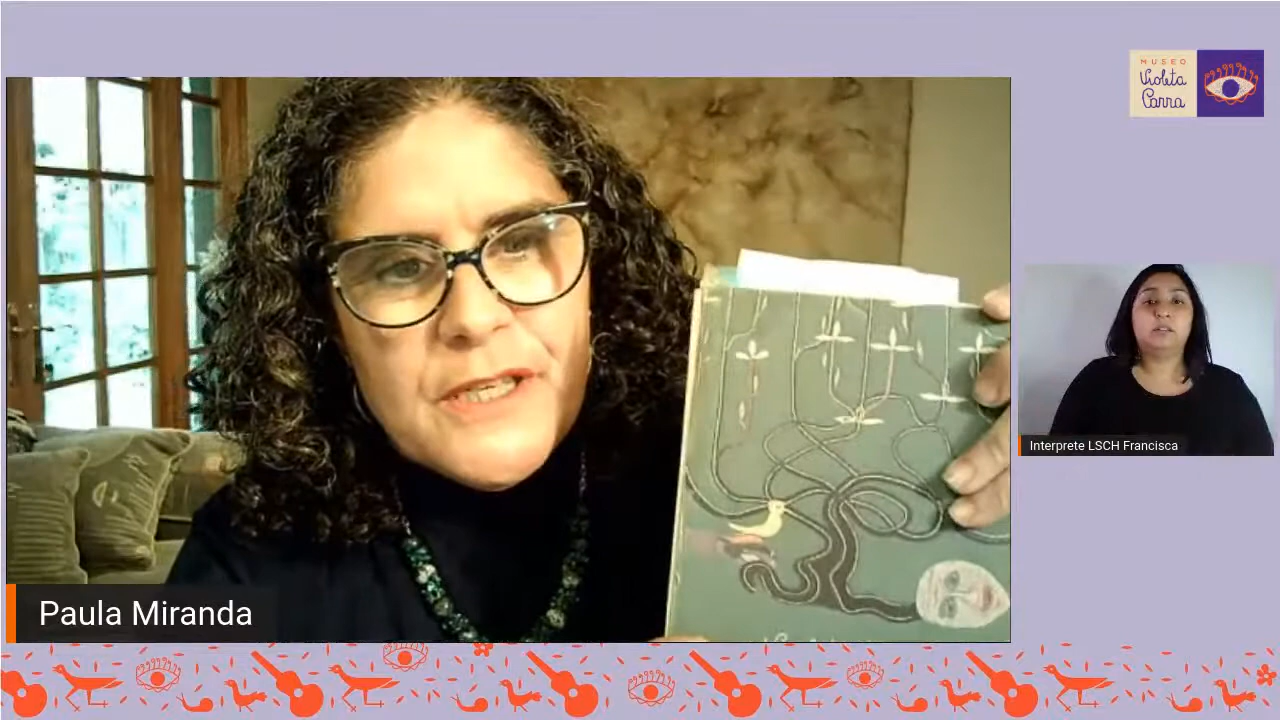 MUSEO
Violeta
Parra
Interprete LSCH Francisca
Paula Miranda